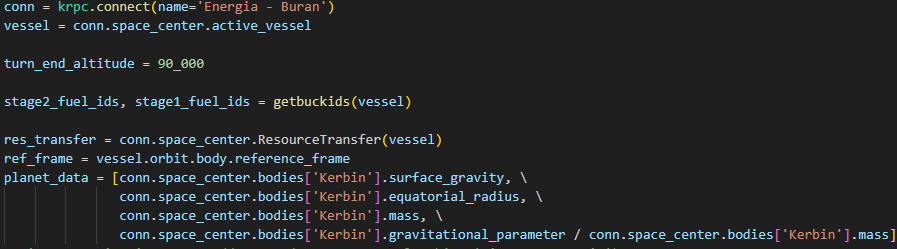 conn = krpc.connect(name='Energia - Buran')
vessel = conn.space_center.active_vessel
turn_end_altitude = 90_000
stage2_fuel_ids, stage1_fuel_ids = getbuckids(vessel)
res_transfer = conn.space_center.ResourceTransfer(vessel)
ref_frame = vessel.orbit.body.reference_frame
planet_data = [conn.space_center.bodies['Kerbin'].surface_gravity, \
conn.space_center.bodies['Kerbin'].equatorial_radius, \
conn.space_center.bodies['Kerbin'].mass, \
conn.space_center.bodies['Kerbin'].gravitational_parameter / conn.space_center.bodies['Kerbin'].mass]